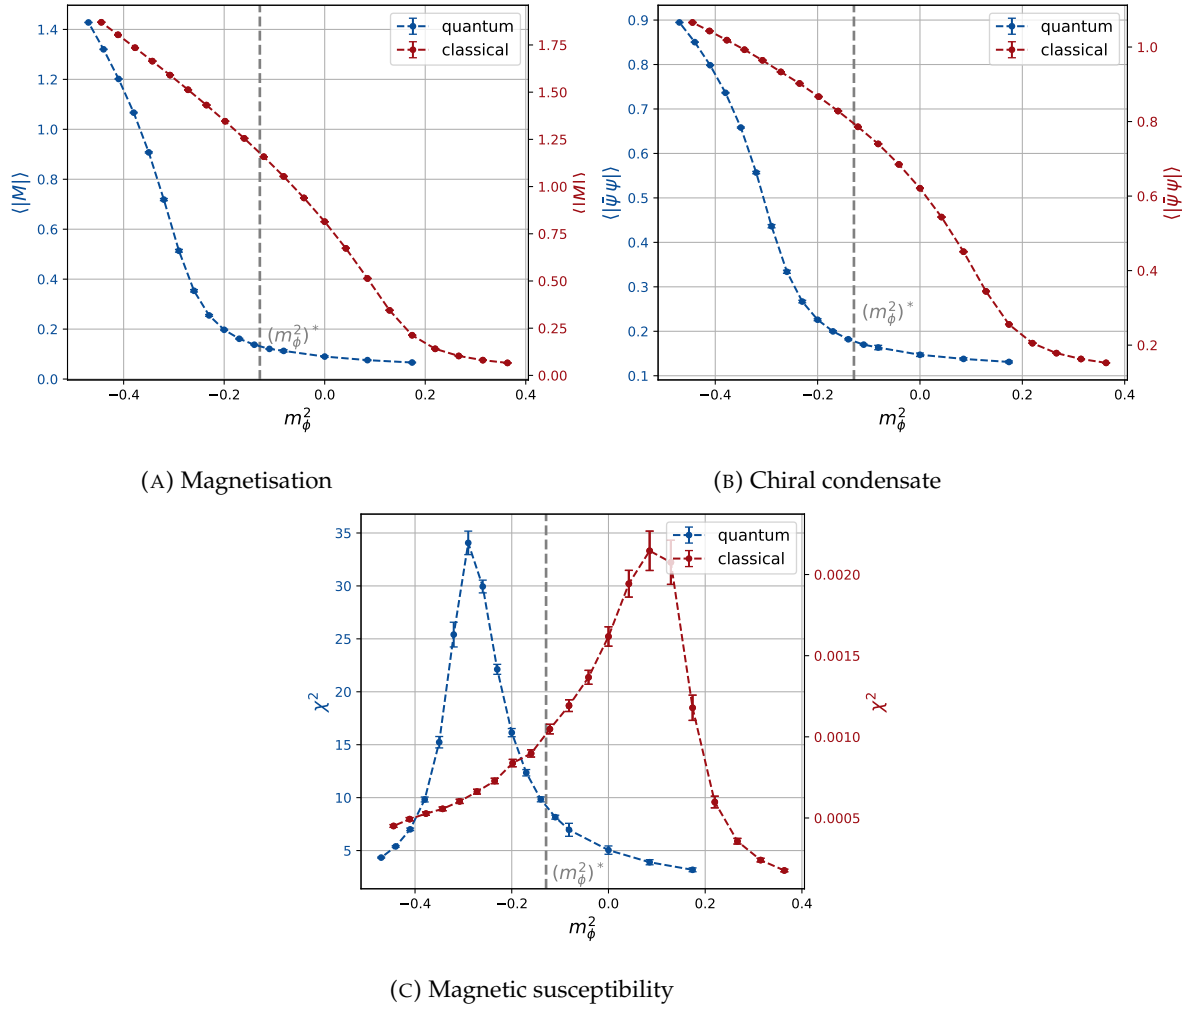 quantum
classical
⟨|M|⟩
1.4
1.2
1.0
0.8
0.6
0.4
0.2
0.0
1.75
1.50
1.25
1.00
0.75
0.50
0.25
0.00
⟨|M|⟩
(m²_ϕ)*
−0.4 −0.2 0.0 0.2 0.4
m²_ϕ
(A) Magnetisation
quantum
classical
⟨|ψ̄ψ|⟩
0.9
0.8
0.7
0.6
0.5
0.4
0.3
0.2
0.1
1.0
0.8
0.6
0.4
0.2
⟨|ψ̄ψ|⟩
(m²_ϕ)*
−0.4 −0.2 0.0 0.2 0.4
m²_ϕ
(B) Chiral condensate
quantum
classical
χ²
35
30
25
20
15
10
5
0.0020
0.0015
0.0010
0.0005
χ²
(m²_ϕ)*
−0.4 −0.2 0.0 0.2 0.4
m²_ϕ
(C) Magnetic susceptibility